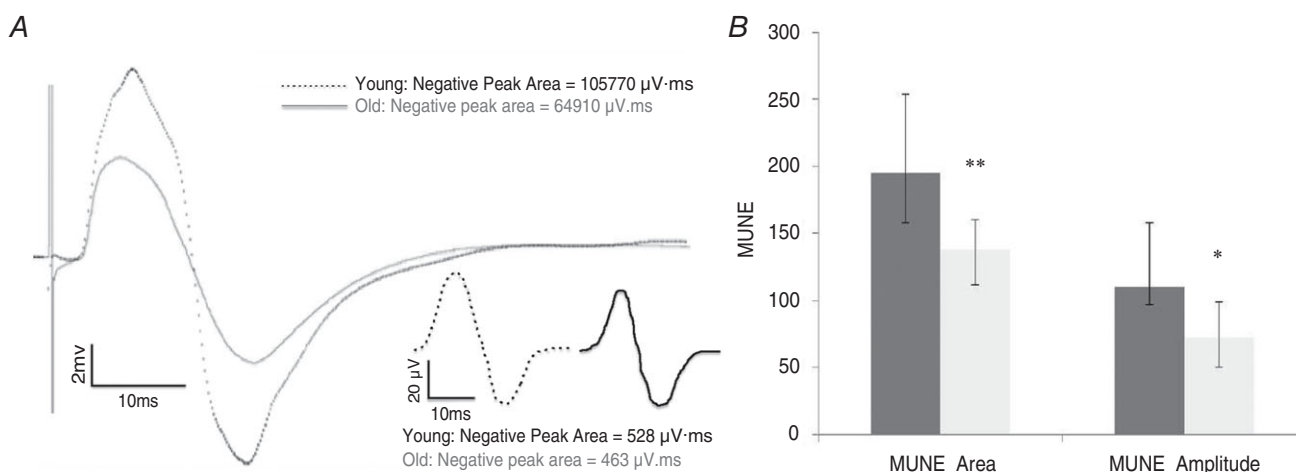 A
Young: Negative Peak Area = 105770 µV·ms
Old: Negative peak area = 64910 µV.ms
2mv
10ms
20 µV
10ms
Young: Negative Peak Area = 528 µV·ms
Old: Negative peak area = 463 µV.ms
B
MUNE
300
250
200
150
100
50
0
**
*
MUNE Area
MUNE Amplitude